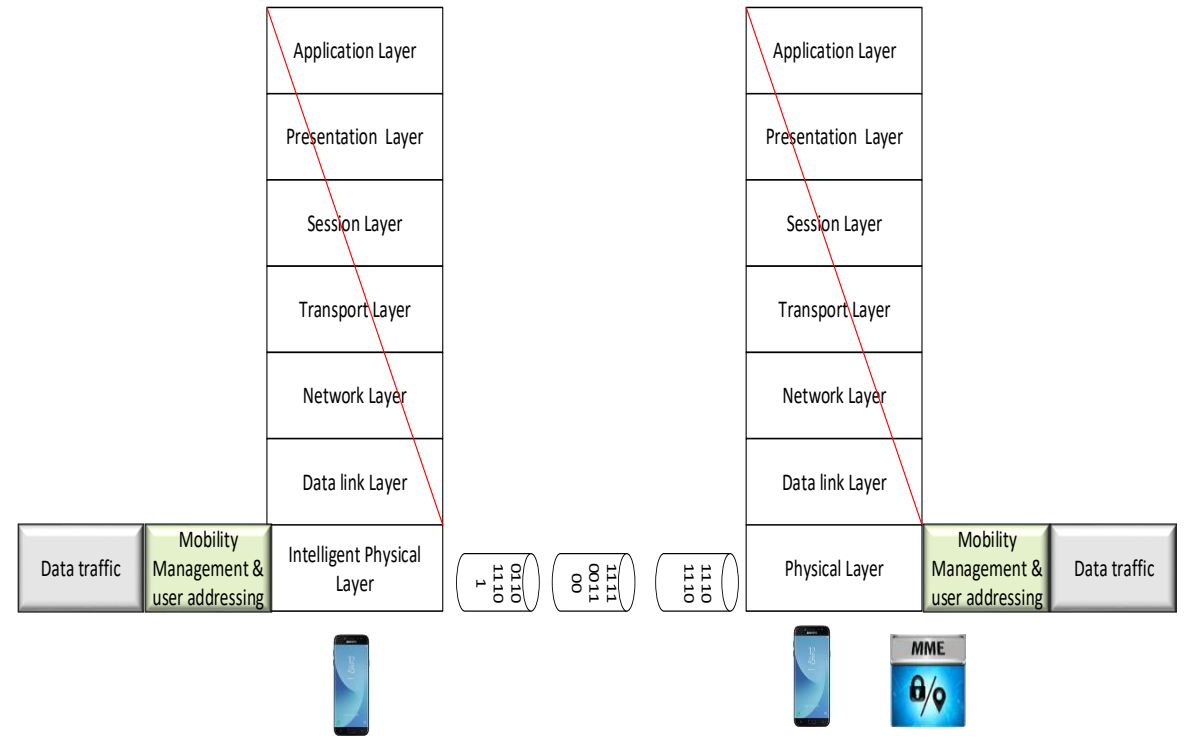 Application Layer
Presentation Layer
Session Layer
Transport Layer
Network Layer
Data link Layer
Data traffic
Mobility
Management &
user addressing
Intelligent Physical
Layer
0110
1110
1
1111
0011
00
1110
1110
Application Layer
Presentation Layer
Session Layer
Transport Layer
Network Layer
Data link Layer
Physical Layer
Mobility
Management &
user addressing
Data traffic
MME